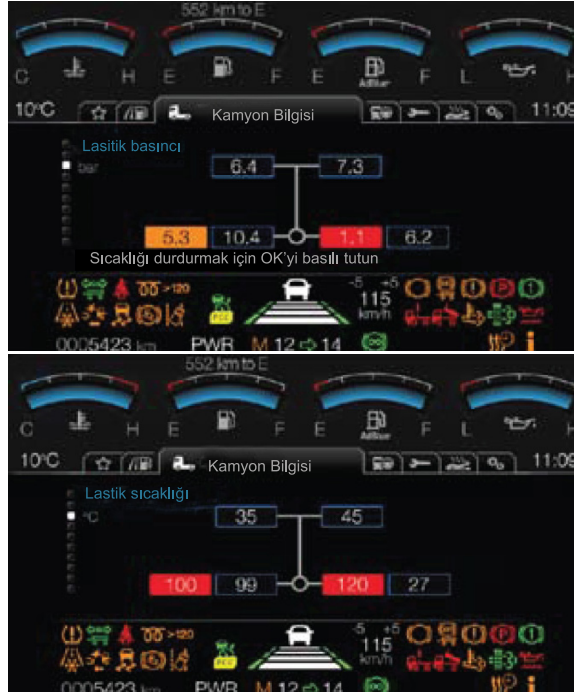 552 km to E
C H E F E AdBlue F L H
10°C Kamyon Bilgisi 11:09
Lasitik basıncı
bar
6.4 7.3
5.3 10.4 1.1 6.2
Sıcaklığı durdurmak için OK'yi basılı tutun
>120 -5 +5
PCC 115
km/h
0005423 km PWR M 12 ⇨ 14
552 km to E
C H E F E AdBlue F L H
10°C Kamyon Bilgisi 11:09
Lastik sıcaklığı
°C
35 45
100 99 120 27
>120 -5 +5
PCC 115
km/h
0005423 km PWR M 12 ⇨ 14